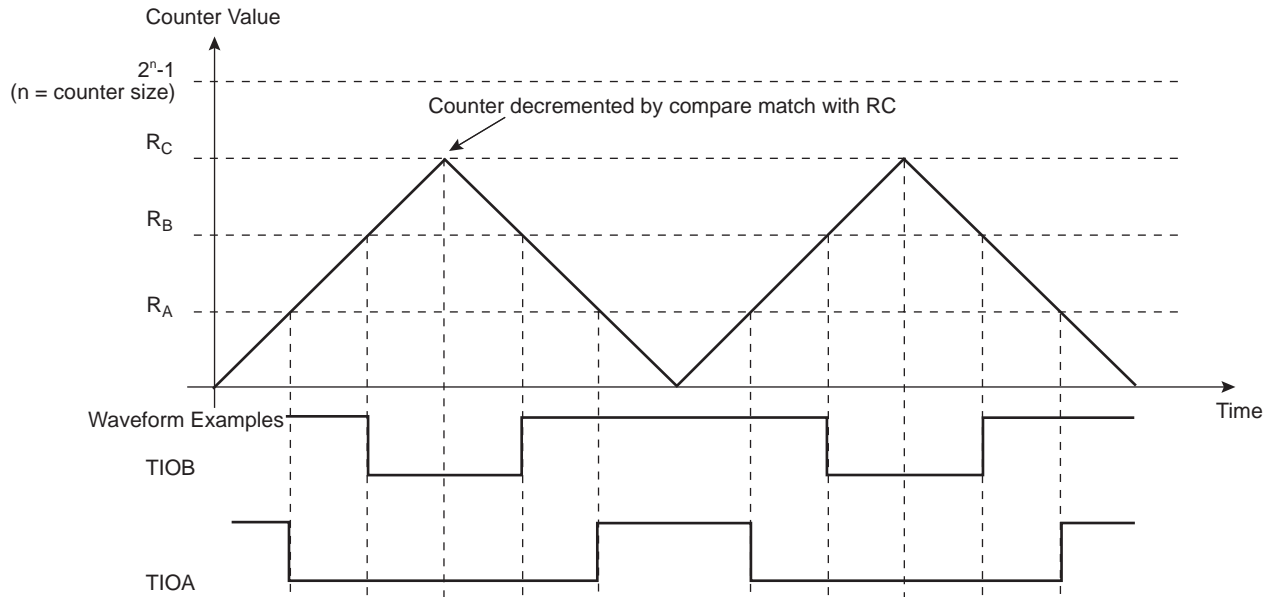 Counter Value
2ⁿ-1
(n = counter size)
Counter decremented by compare match with RC
R_C
R_B
R_A
Time
Waveform Examples
TIOB
TIOA